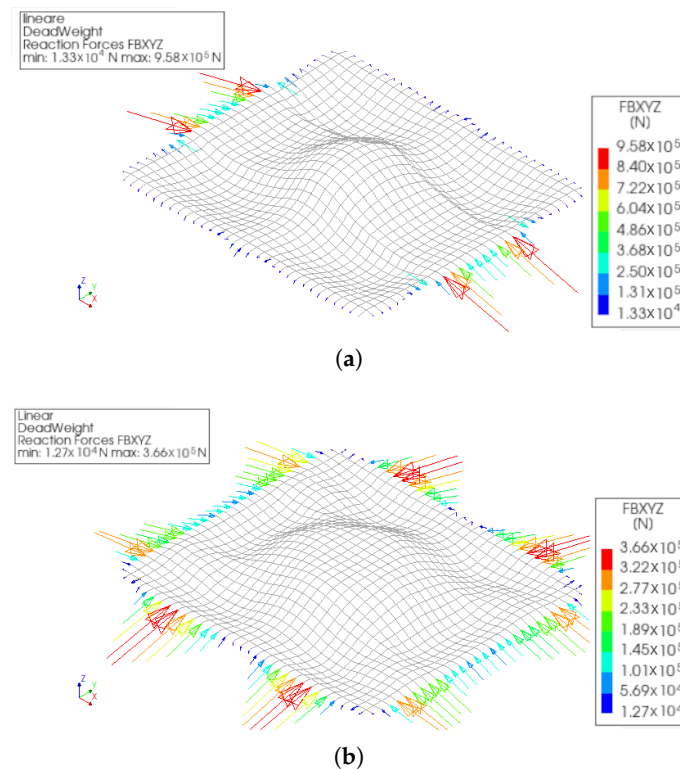 lineare
DeadWeight
Reaction Forces FBXYZ
min: 1.33x10⁴ N max: 9.58x10⁵ N
FBXYZ
(N)
9.58x10⁵
8.40x10⁵
7.22x10⁵
6.04x10⁵
4.86x10⁵
3.68x10⁵
2.50x10⁵
1.31x10⁵
1.33x10⁴
Z
Y
X
(a)
Linear
DeadWeight
Reaction Forces FBXYZ
min: 1.27x10⁴ N max: 3.66x10⁵ N
FBXYZ
(N)
3.66x10⁵
3.22x10⁵
2.77x10⁵
2.33x10⁵
1.89x10⁵
1.45x10⁵
1.01x10⁵
5.69x10⁴
1.27x10⁴
Z
Y
X
(b)